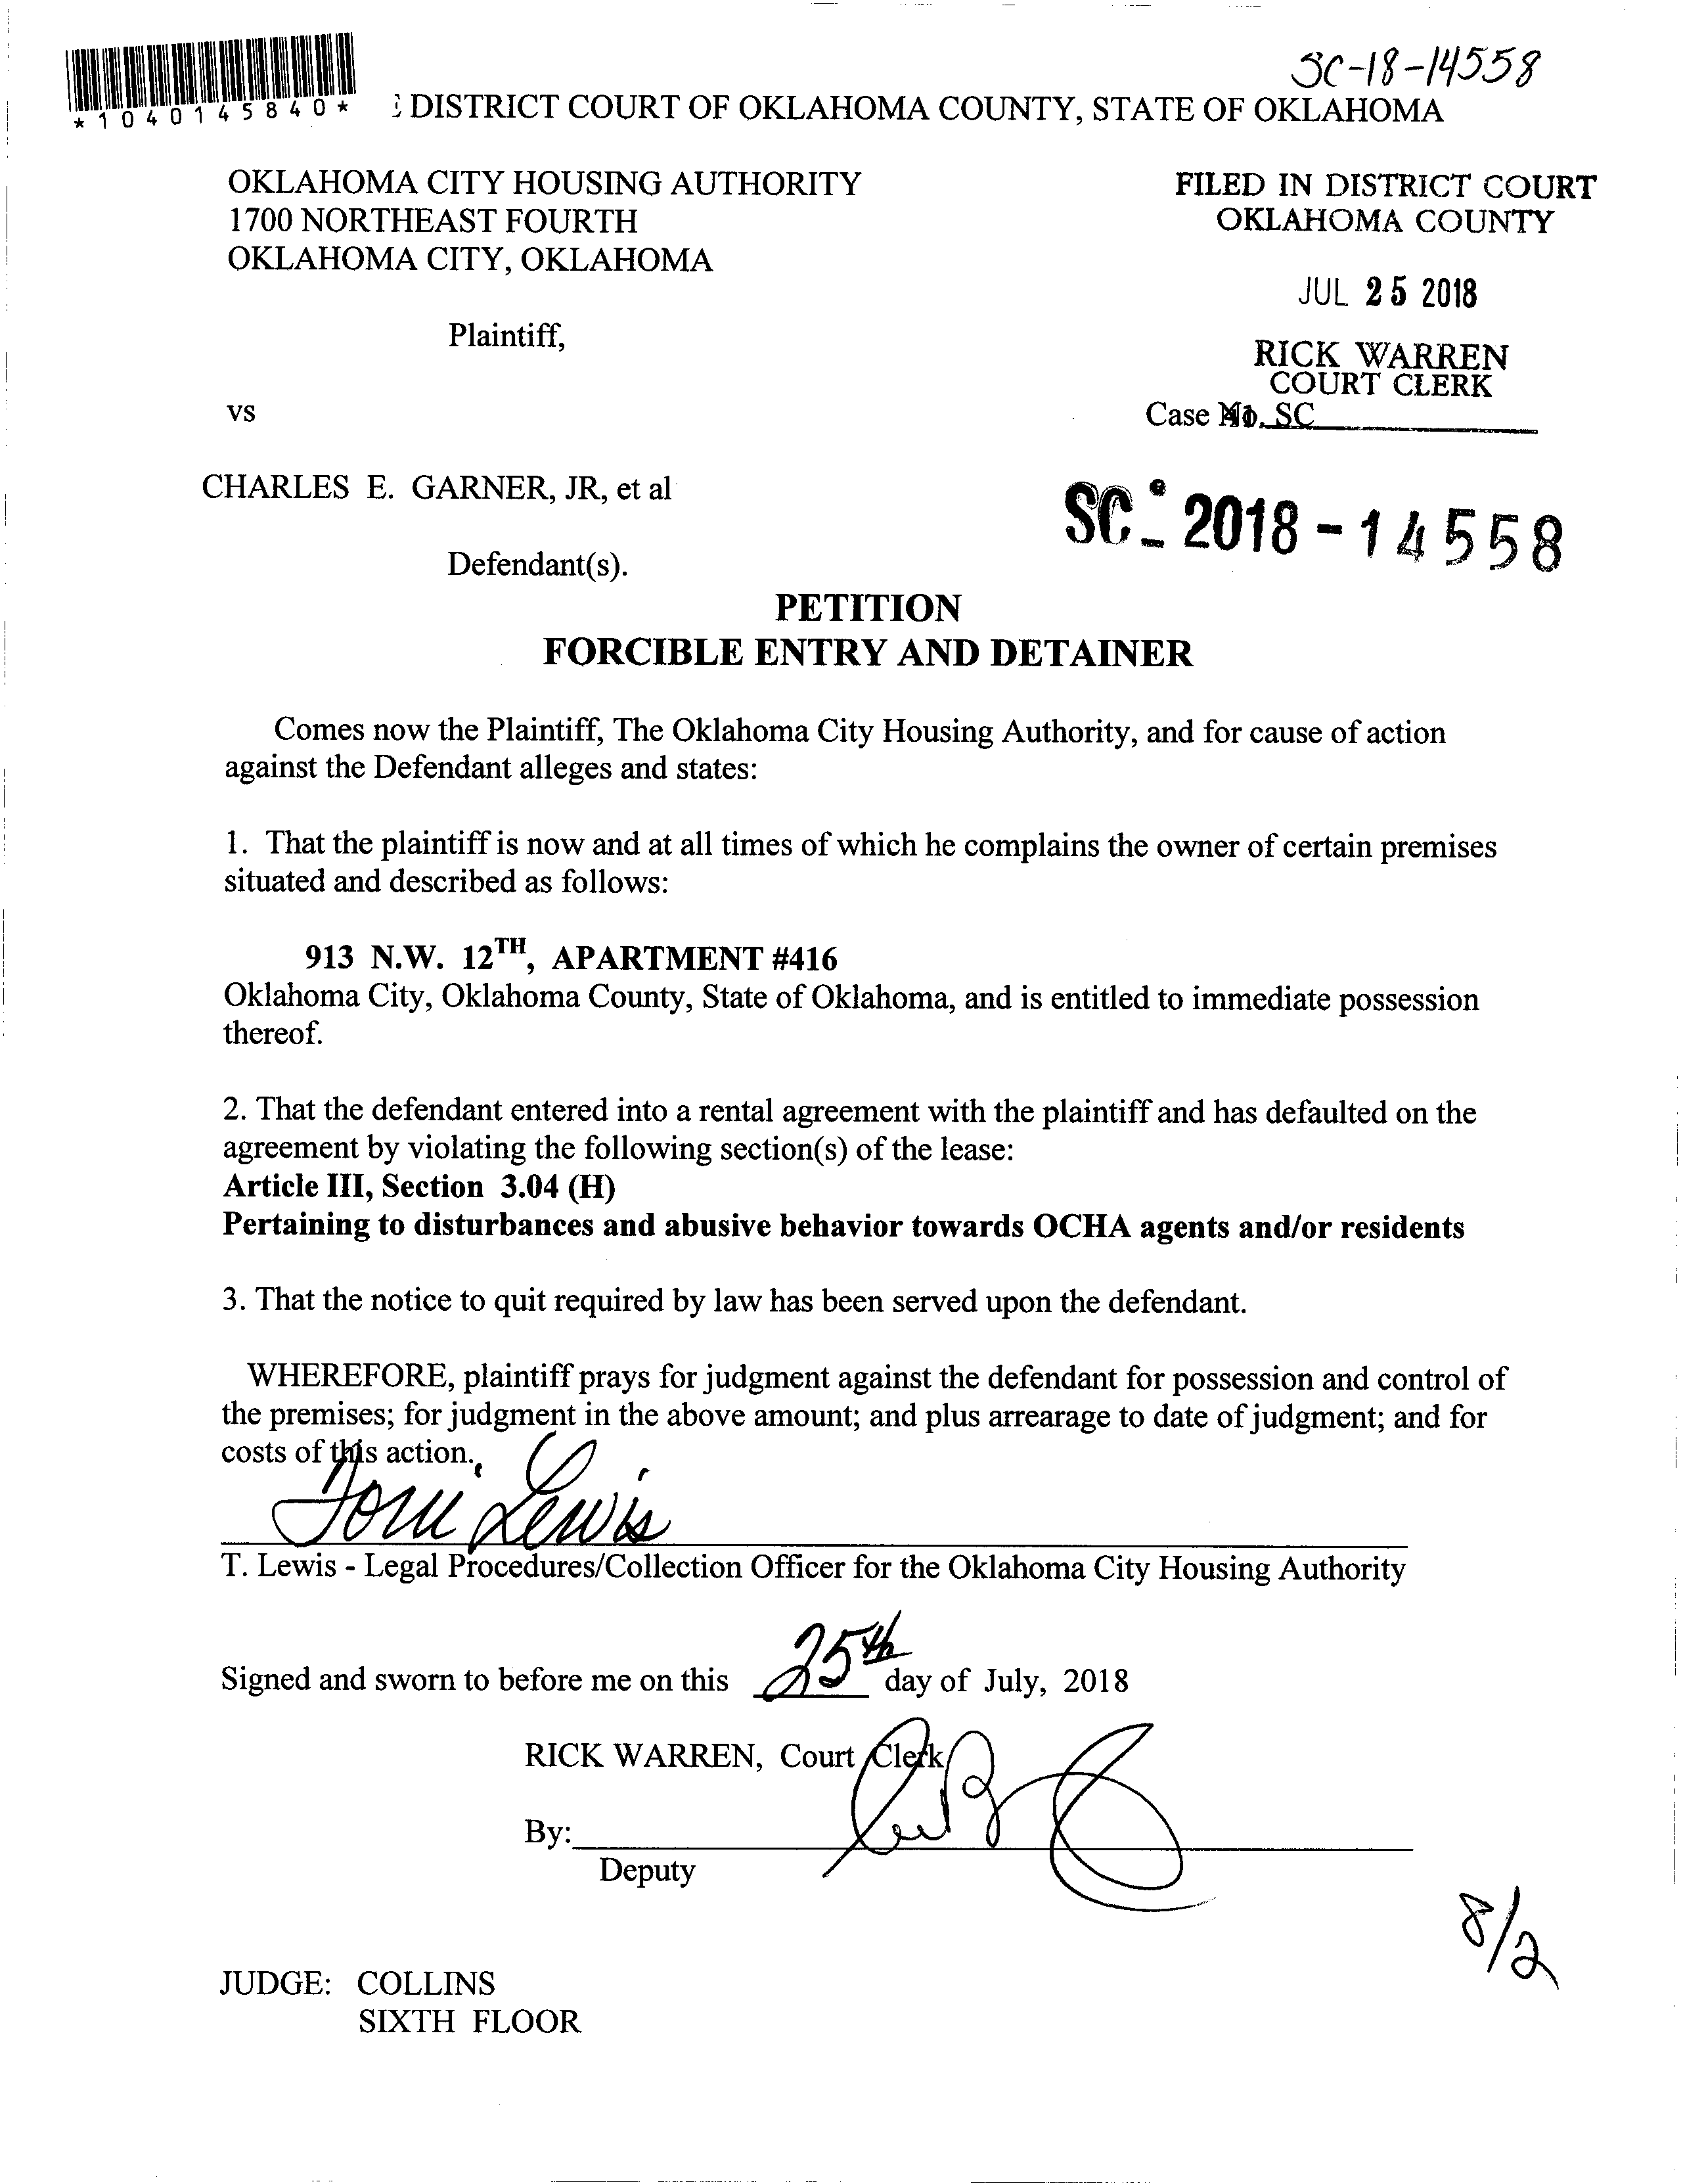 SC-18-14558
*1040145840*
DISTRICT COURT OF OKLAHOMA COUNTY, STATE OF OKLAHOMA
OKLAHOMA CITY HOUSING AUTHORITY
1700 NORTHEAST FOURTH
OKLAHOMA CITY, OKLAHOMA
FILED IN DISTRICT COURT
OKLAHOMA COUNTY
JUL 25 2018
Plaintiff,
RICK WARREN
COURT CLERK
vs
Case No. SC
CHARLES E. GARNER, JR, et al
SC-2018-14558
Defendant(s).
PETITION
FORCIBLE ENTRY AND DETAINER
Comes now the Plaintiff, The Oklahoma City Housing Authority, and for cause of action
against the Defendant alleges and states:
1. That the plaintiff is now and at all times of which he complains the owner of certain premises
situated and described as follows:
913 N.W. 12TH, APARTMENT #416
Oklahoma City, Oklahoma County, State of Oklahoma, and is entitled to immediate possession
thereof.
2. That the defendant entered into a rental agreement with the plaintiff and has defaulted on the
agreement by violating the following section(s) of the lease:
Article III, Section 3.04 (H)
Pertaining to disturbances and abusive behavior towards OCHA agents and/or residents
3. That the notice to quit required by law has been served upon the defendant.
WHEREFORE, plaintiff prays for judgment against the defendant for possession and control of
the premises; for judgment in the above amount; and plus arrearage to date of judgment; and for
costs of this action.
Toni Lewis
T. Lewis - Legal Procedures/Collection Officer for the Oklahoma City Housing Authority
Signed and sworn to before me on this 25th day of July, 2018
RICK WARREN, Court Clerk
By:
Deputy
8/2
JUDGE: COLLINS
SIXTH FLOOR